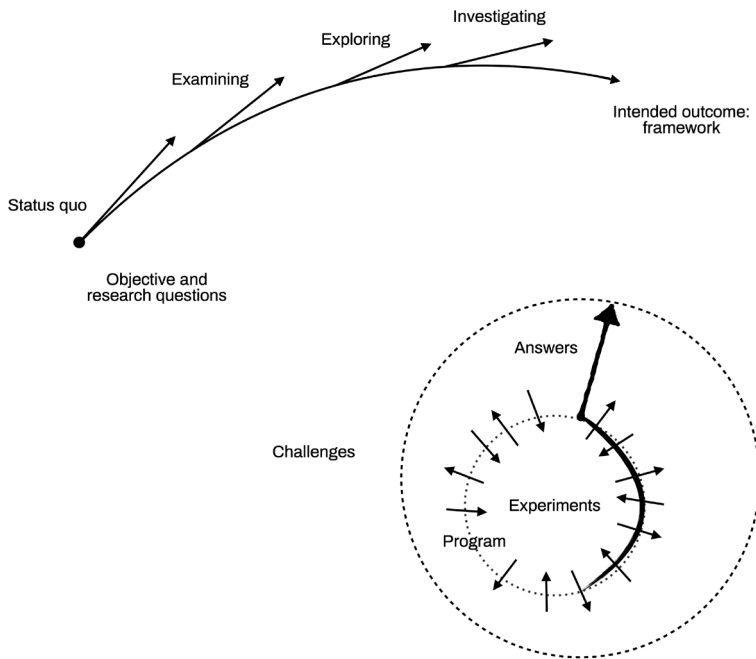 Investigating
Exploring
Examining
Intended outcome:
framework
Status quo
Objective and
research questions
Answers
Challenges
Experiments
Program